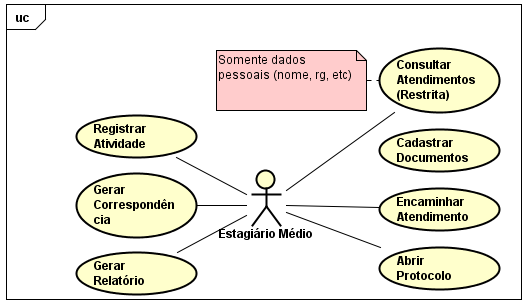 uc
Somente dados
pessoais (nome, rg, etc)
Consultar
Atendimentos
(Restrita)
Registrar
Atividade
Cadastrar
Documentos
Gerar
Correspondên
cia
Encaminhar
Atendimento
Estagiário Médio
Gerar
Relatório
Abrir
Protocolo